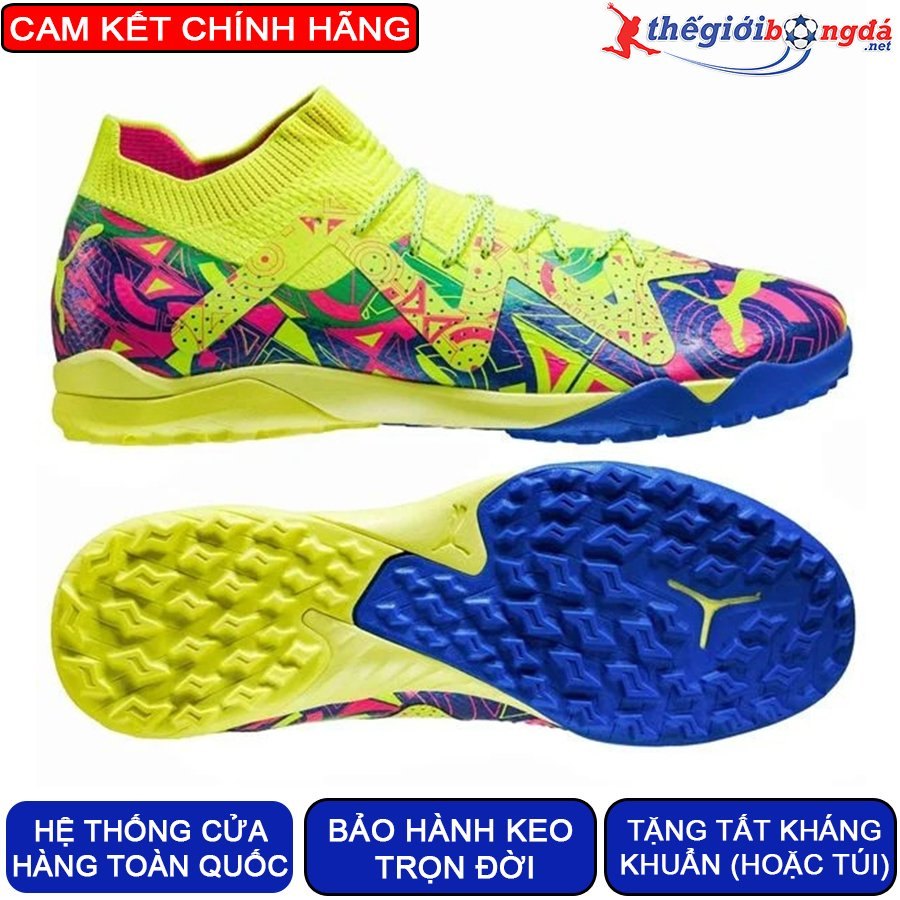 CAM KẾT CHÍNH HÃNG
thếgiớibóngđá
.net
HỆ THỐNG CỬA
HÀNG TOÀN QUỐC
BẢO HÀNH KEO
TRỌN ĐỜI
TẶNG TẤT KHÁNG
KHUẨN (HOẶC TÚI)